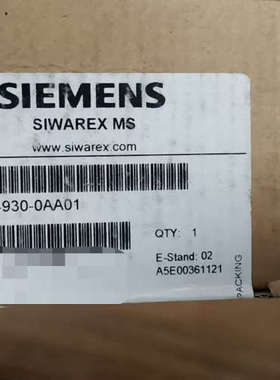 SIEMENS
SIWAREX MS
www.siwarex.com
-930-0AA01
QTY: 1
E-Stand: 02
A5E00361121
PACKING